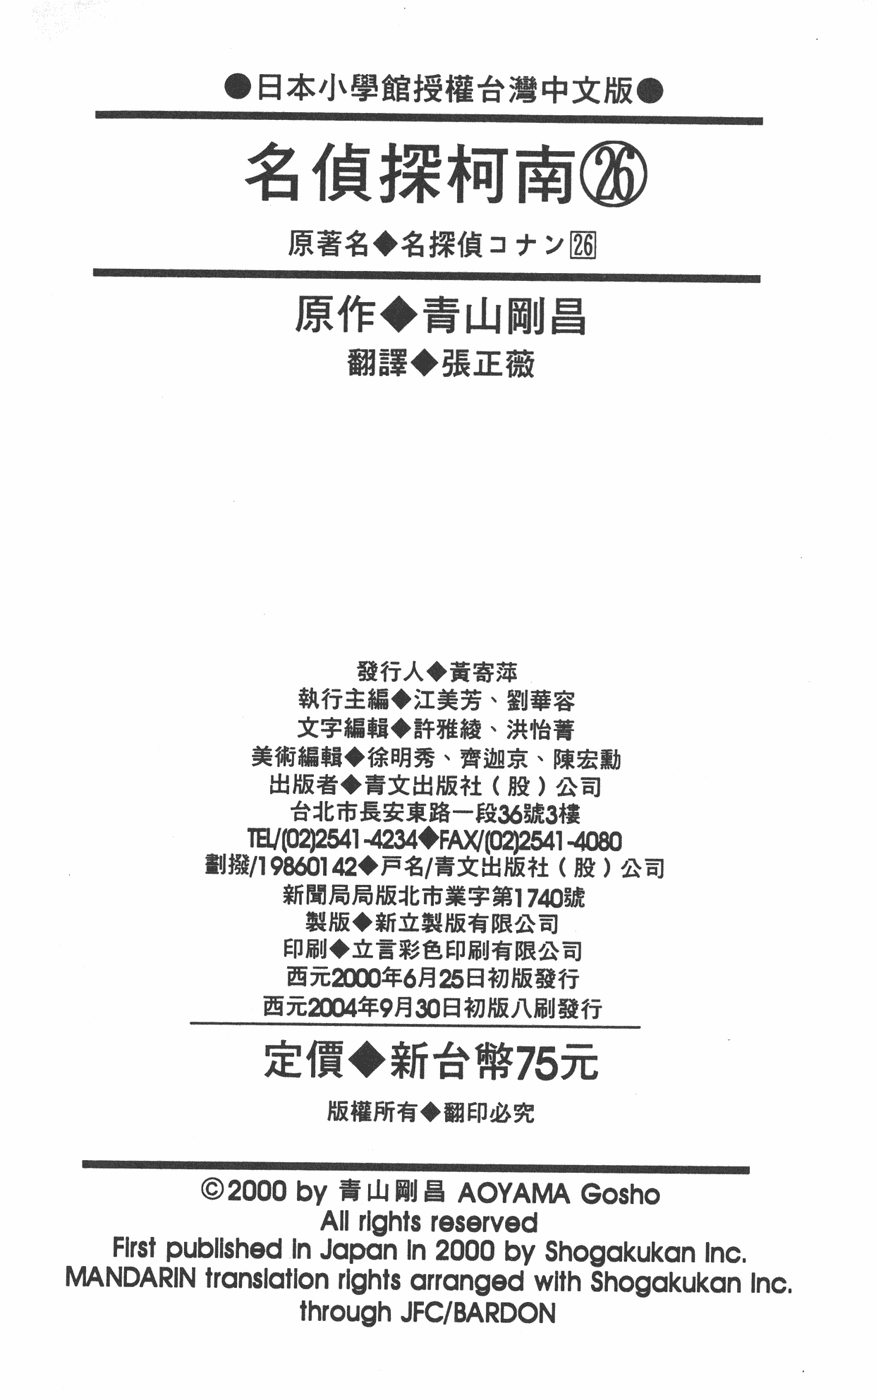 ●日本小學館授權台灣中文版●
名偵探柯南㉖
原著名◆名探偵コナン26
原作◆青山剛昌
翻譯◆張正薇
發行人◆黃寄萍
執行主編◆江美芳、劉華容
文字編輯◆許雅綾、洪怡菁
美術編輯◆徐明秀、齊迦京、陳宏勳
出版者◆青文出版社(股)公司
台北市長安東路一段36號3樓
TEL/(02)2541-4234◆FAX/(02)2541-4080
劃撥/19860142◆戶名/青文出版社(股)公司
新聞局局版北市業字第1740號
製版◆新立製版有限公司
印刷◆立言彩色印刷有限公司
西元2000年6月25日初版發行
西元2004年9月30日初版八刷發行
定價◆新台幣75元
版權所有◆翻印必究
©2000 by 青山剛昌 AOYAMA Gosho
All rights reserved
First published in Japan in 2000 by Shogakukan Inc.
MANDARIN translation rights arranged with Shogakukan Inc.
through JFC/BARDON